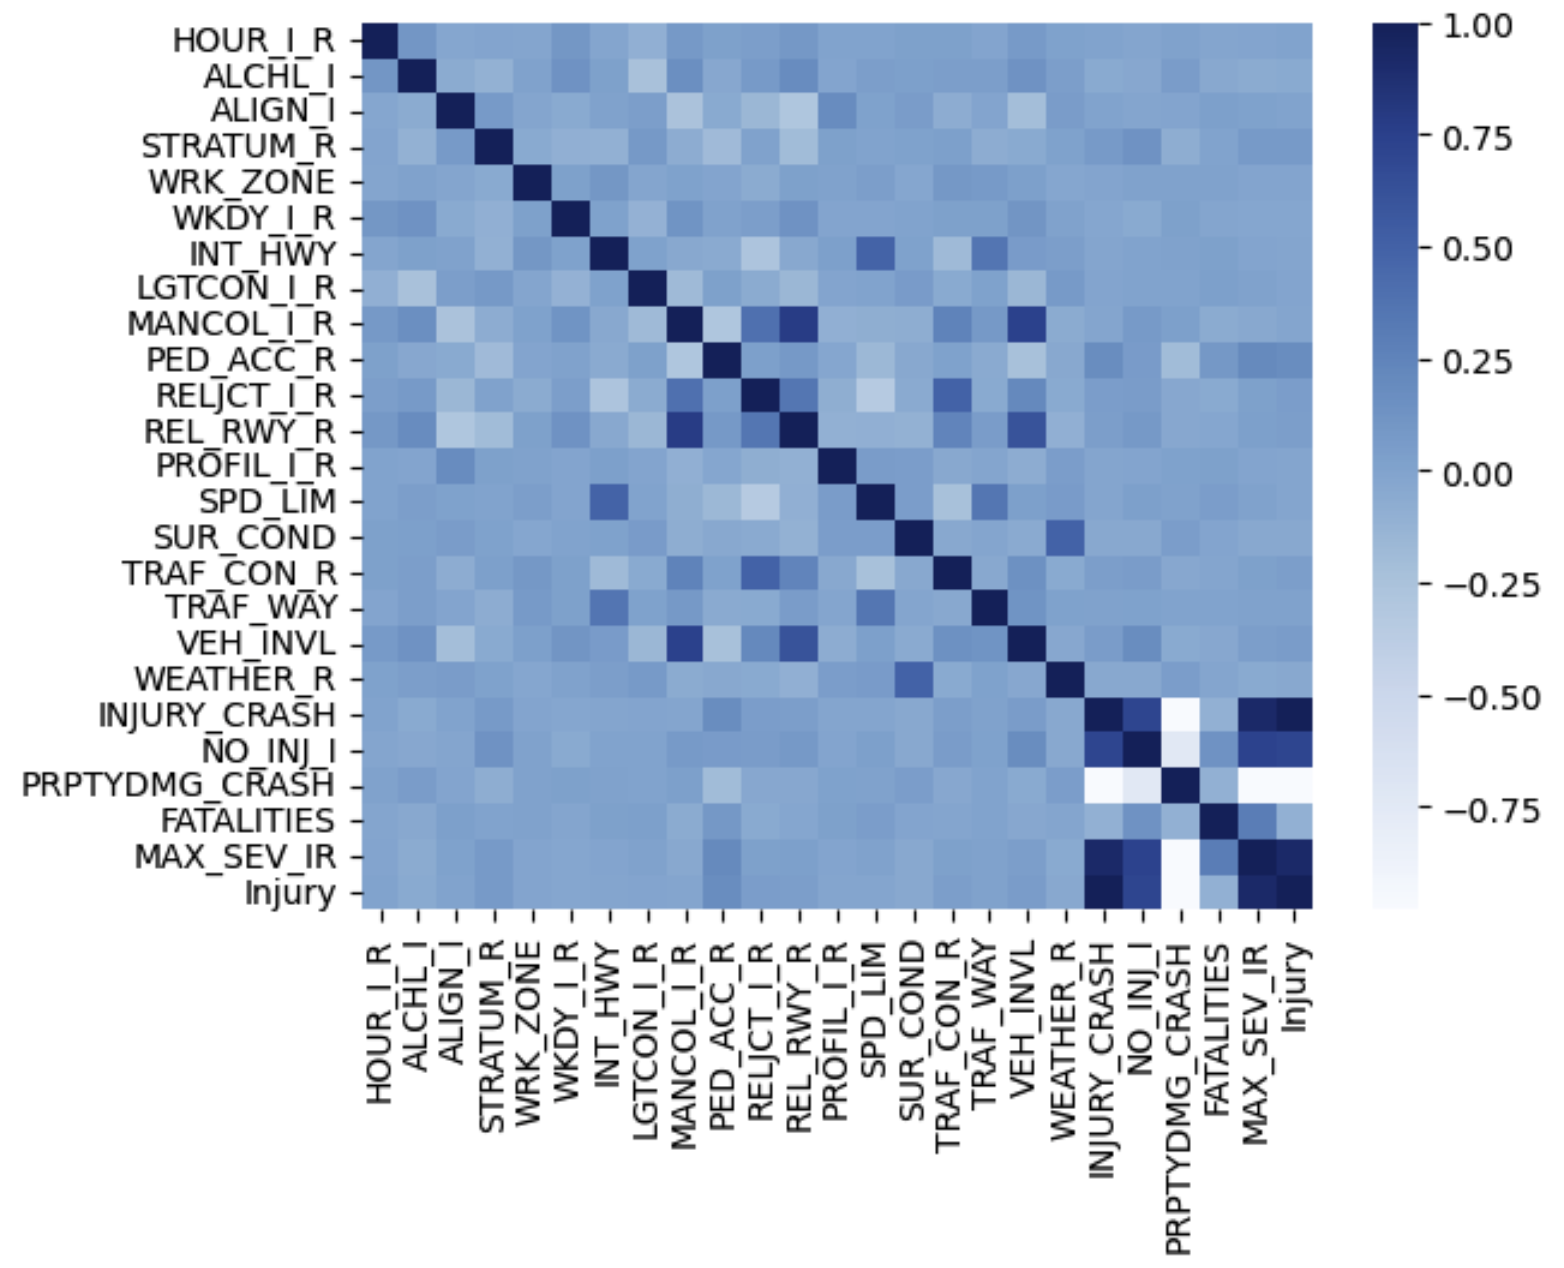 HOUR_I_R
ALCHL_I
ALIGN_I
STRATUM_R
WRK_ZONE
WKDY_I_R
INT_HWY
LGTCON_I_R
MANCOL_I_R
PED_ACC_R
RELJCT_I_R
REL_RWY_R
PROFIL_I_R
SPD_LIM
SUR_COND
TRAF_CON_R
TRAF_WAY
VEH_INVL
WEATHER_R
INJURY_CRASH
NO_INJ_I
PRPTYDMG_CRASH
FATALITIES
MAX_SEV_IR
Injury
HOUR_I_R
ALCHL_I
ALIGN_I
STRATUM_R
WRK_ZONE
WKDY_I_R
INT_HWY
LGTCON_I_R
MANCOL_I_R
PED_ACC_R
RELJCT_I_R
REL_RWY_R
PROFIL_I_R
SPD_LIM
SUR_COND
TRAF_CON_R
TRAF_WAY
VEH_INVL
WEATHER_R
INJURY_CRASH
NO_INJ_I
PRPTYDMG_CRASH
FATALITIES
MAX_SEV_IR
Injury
1.00
0.75
0.50
0.25
0.00
−0.25
−0.50
−0.75